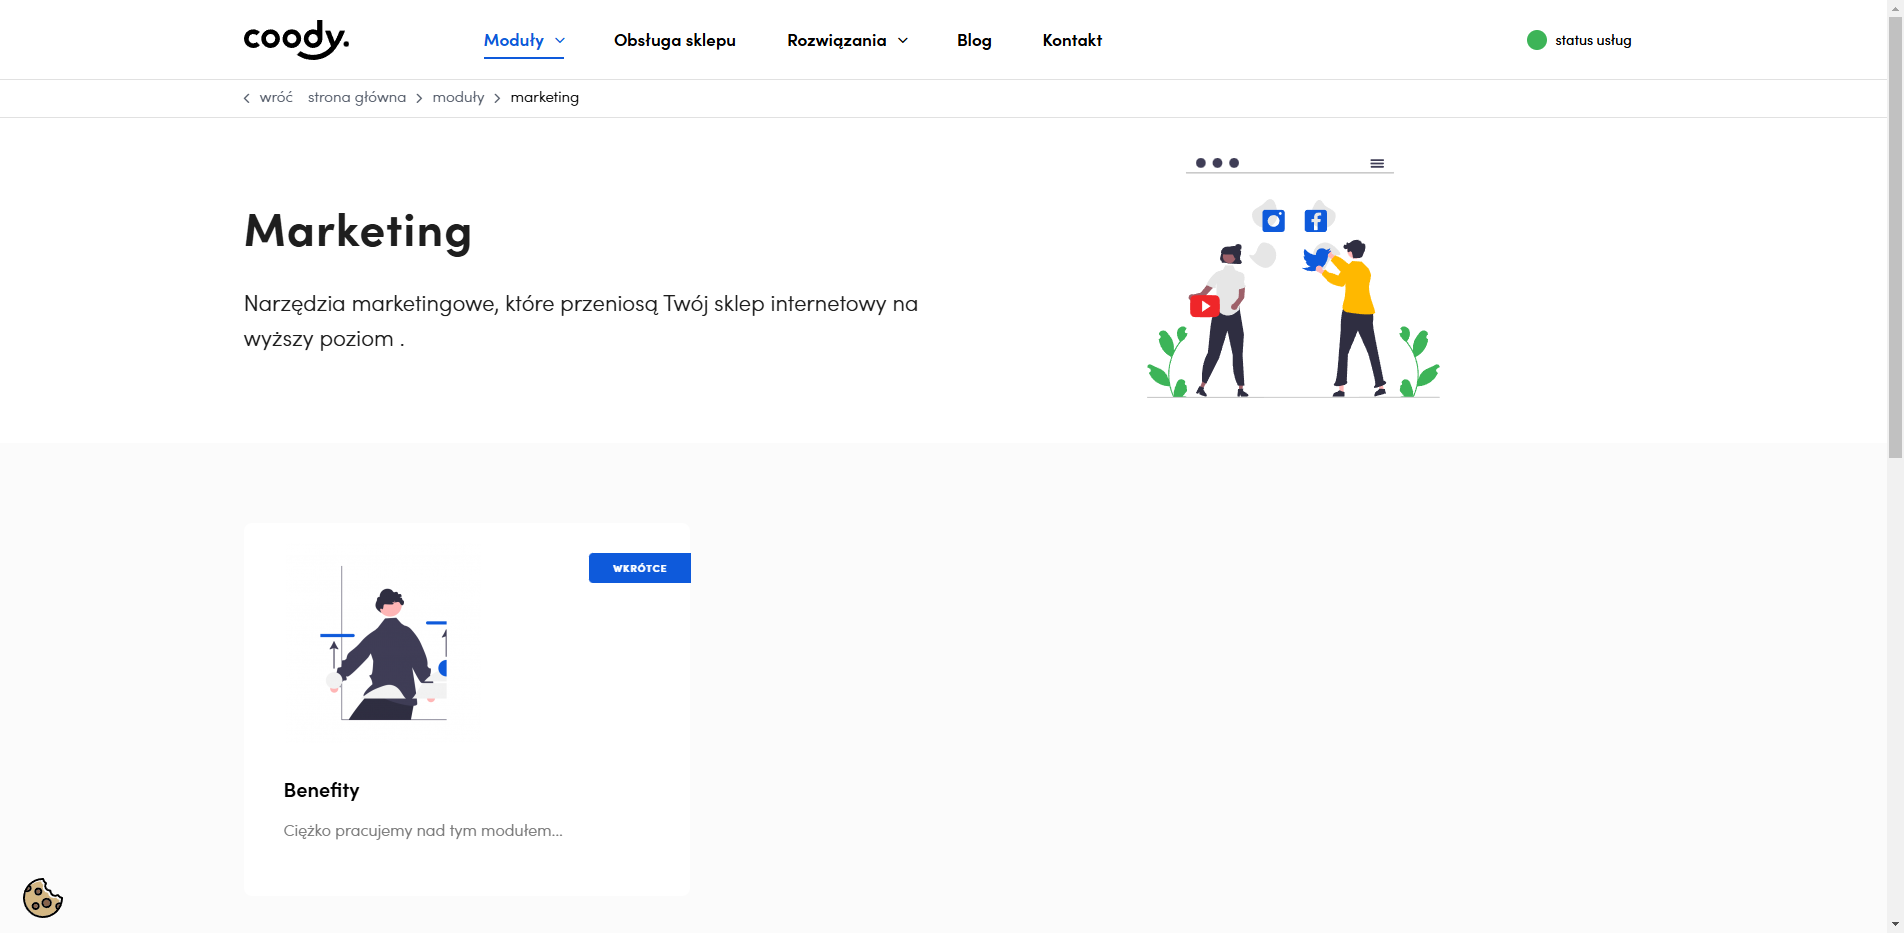 coody.
Moduły
Obsługa sklepu
Rozwiązania
Blog
Kontakt
status usług
wróć
strona główna
moduły
marketing
Marketing
Narzędzia marketingowe, które przeniosą Twój sklep internetowy na
wyższy poziom .
WKRÓTCE
Benefity
Ciężko pracujemy nad tym modułem...